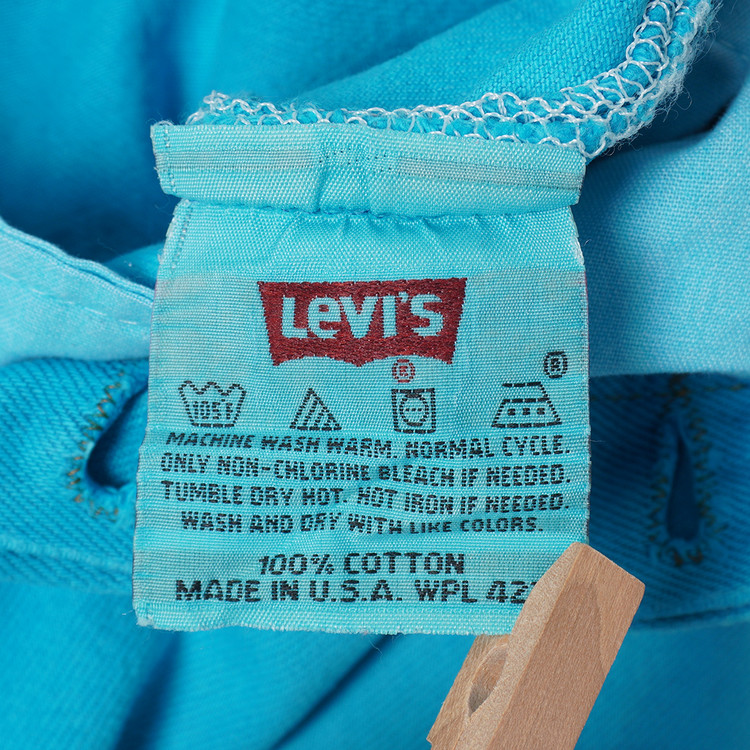 Levi's
®
®
105F
MACHINE WASH WARM. NORMAL CYCLE.
ONLY NON-CHLORINE BLEACH IF NEEDED.
TUMBLE DRY HOT. HOT IRON IF NEEDED.
WASH AND DRY WITH LIKE COLORS.
100% COTTON
MADE IN U.S.A. WPL